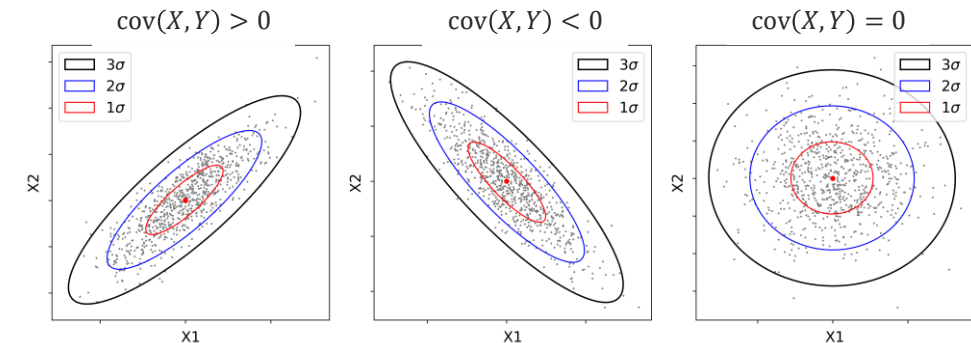 cov(X, Y) > 0
cov(X, Y) < 0
cov(X, Y) = 0
3σ
2σ
1σ
X2
X1
3σ
2σ
1σ
X2
X1
3σ
2σ
1σ
X2
X1